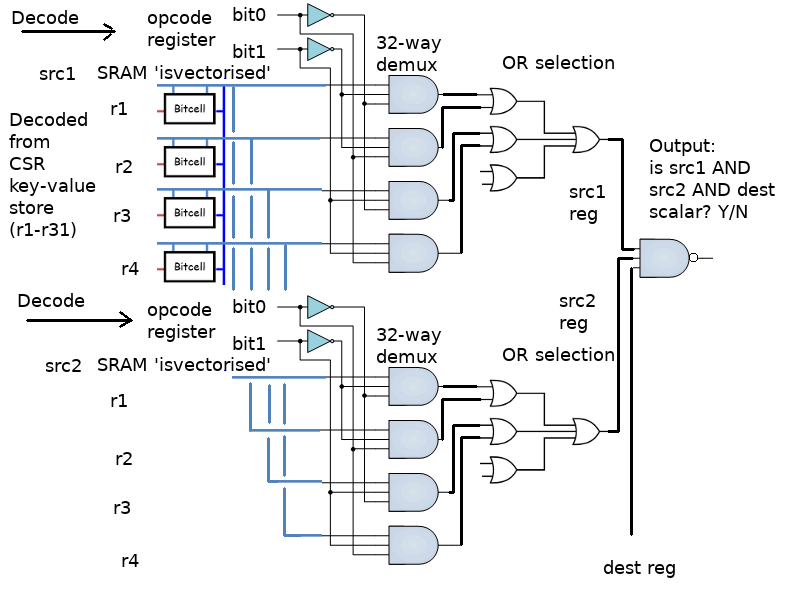 Decode
opcode
register
bit0
bit1
src1
SRAM 'isvectorised'
32-way
demux
OR selection
Decoded
from
CSR
key-value
store
(r1-r31)
r1
Bitcell
r2
Bitcell
r3
Bitcell
r4
Bitcell
src1
reg
Output:
is src1 AND
src2 AND dest
scalar? Y/N
Decode
opcode
register
bit0
bit1
src2
SRAM 'isvectorised'
32-way
demux
OR selection
src2
reg
r1
r2
r3
r4
dest reg